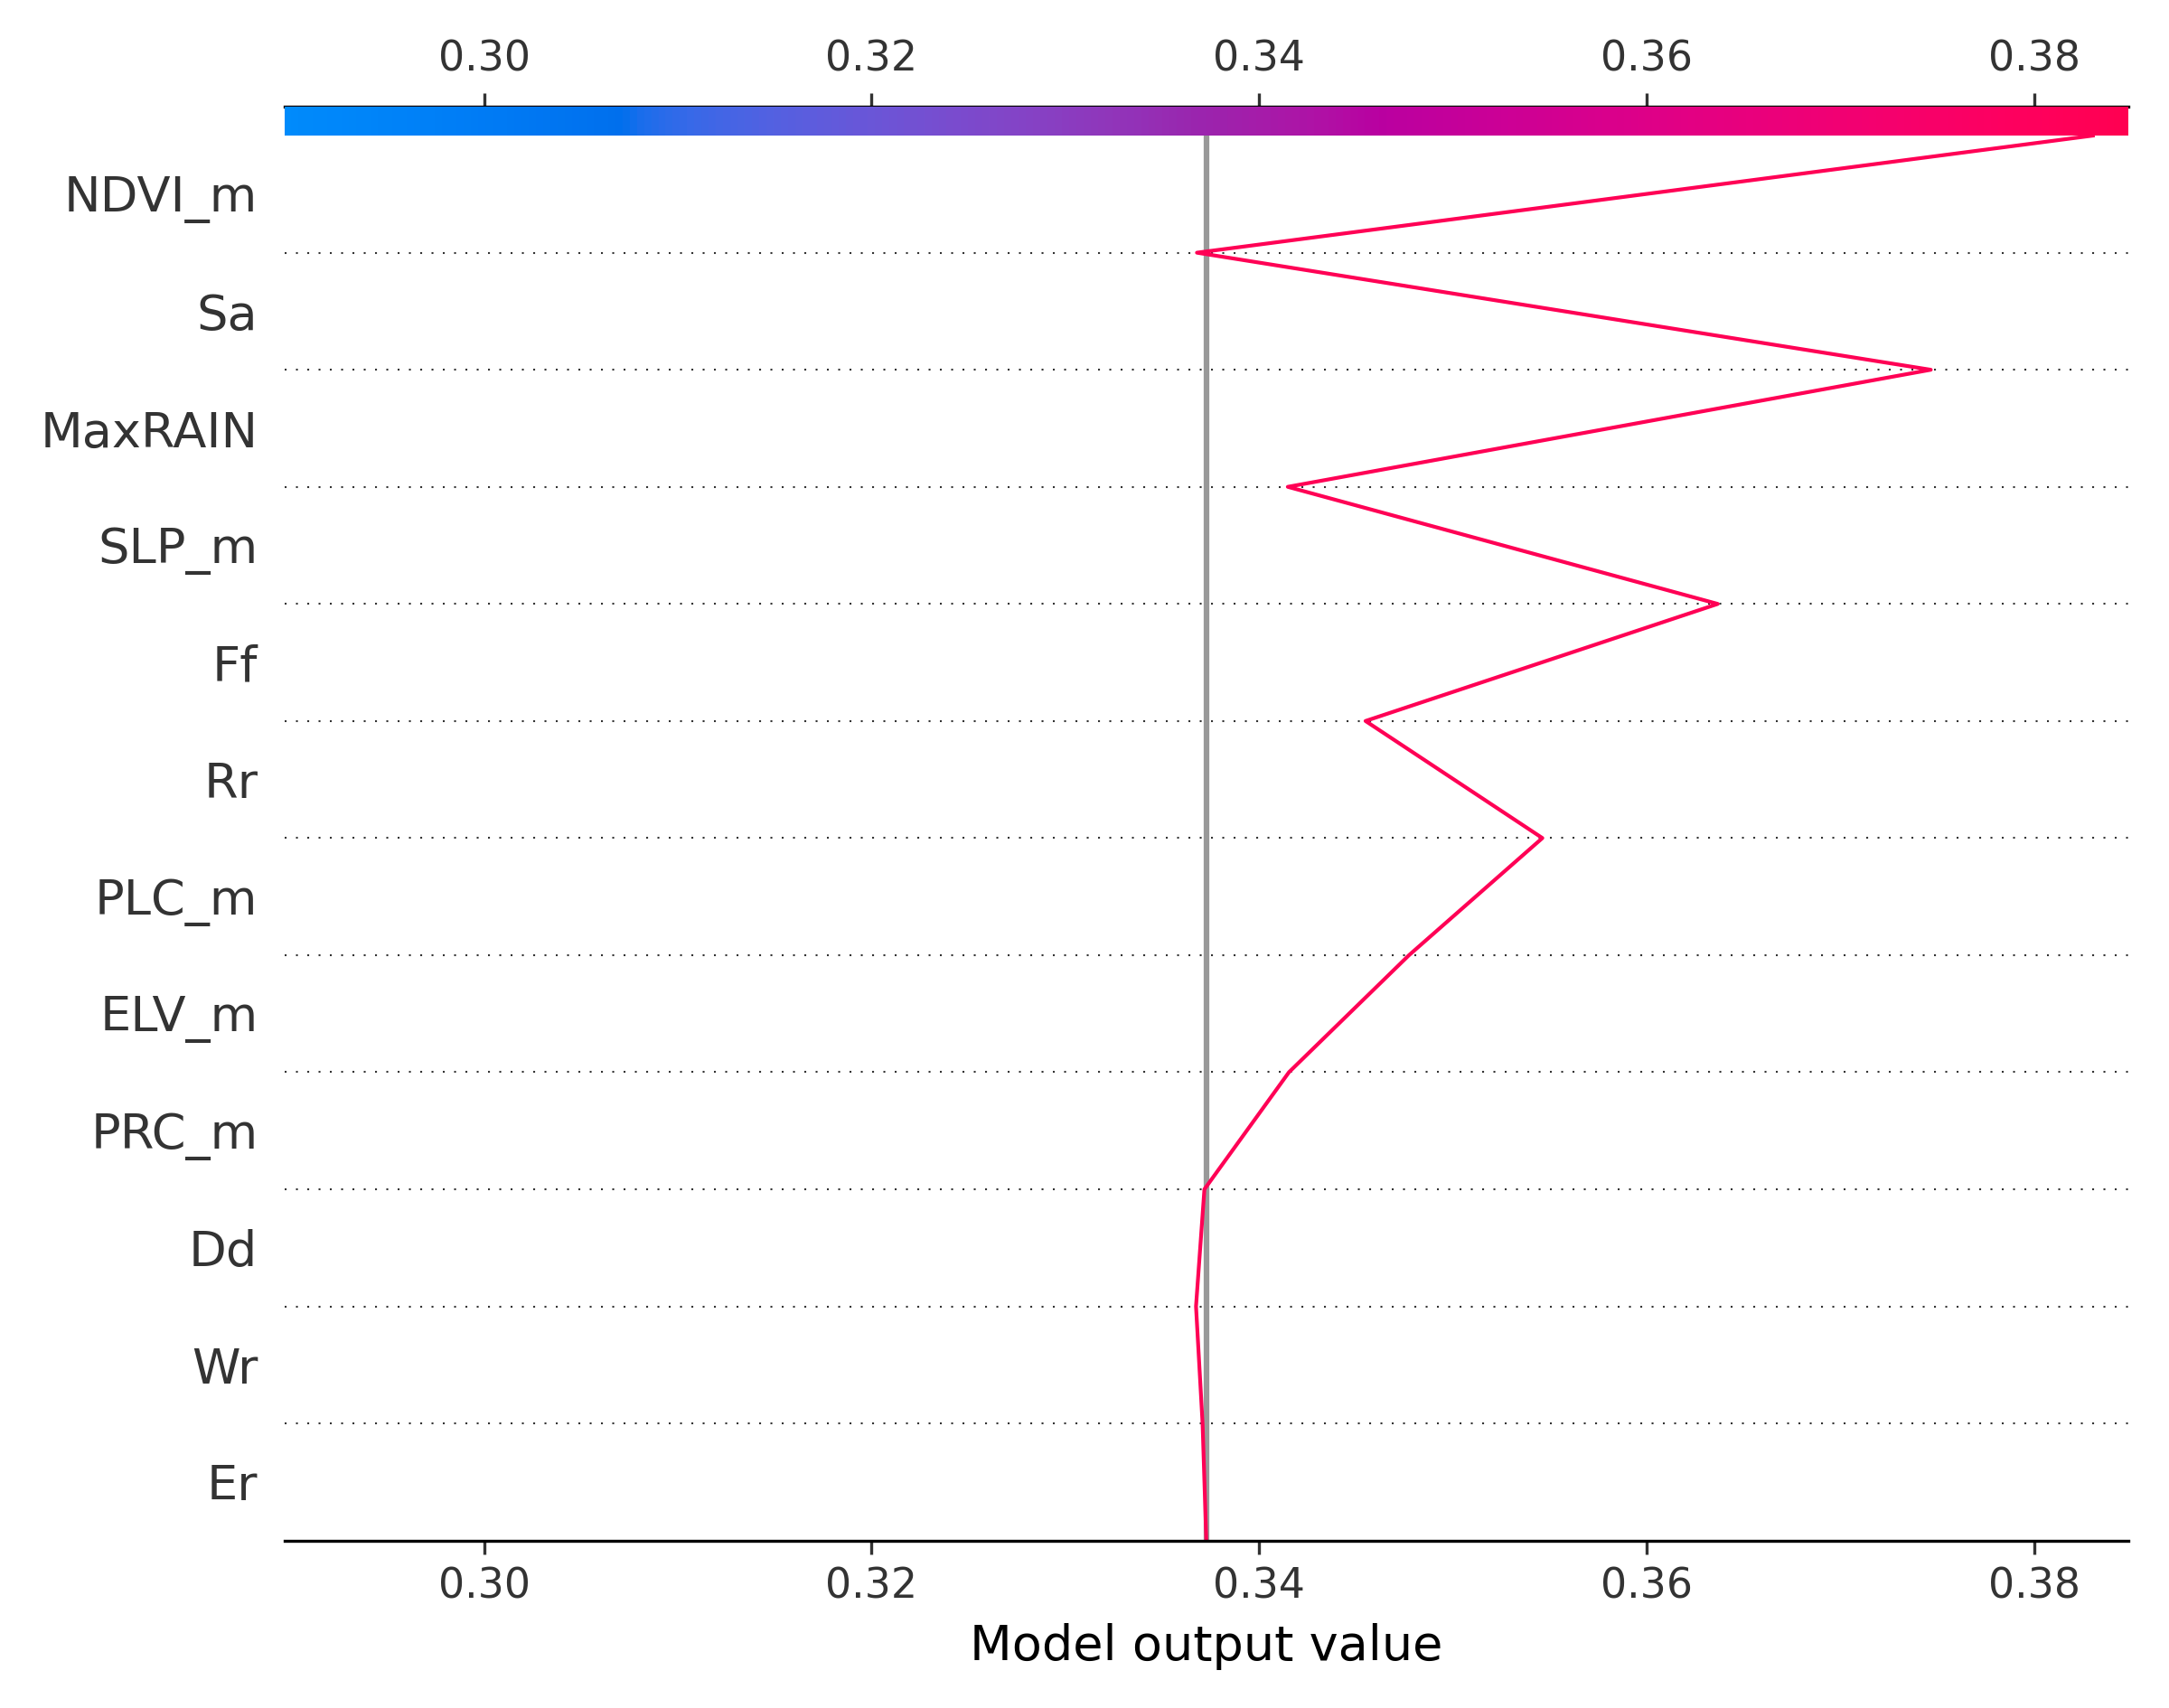 0.30 0.32 0.34 0.36 0.38
NDVI_m
Sa
MaxRAIN
SLP_m
Ff
Rr
PLC_m
ELV_m
PRC_m
Dd
Wr
Er
0.30 0.32 0.34 0.36 0.38
Model output value